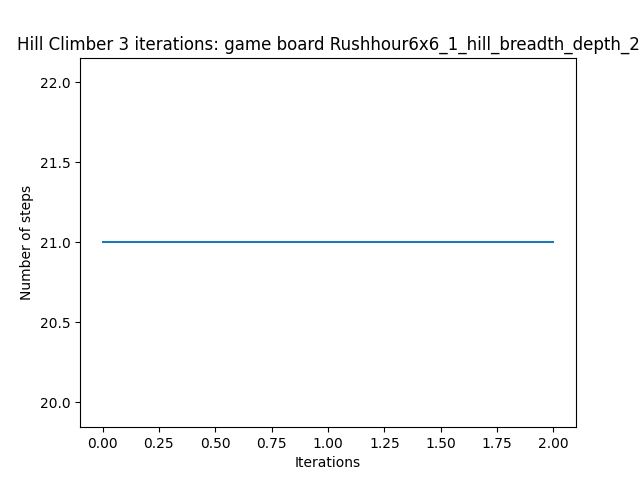 Hill Climber 3 iterations: game board Rushhour6x6_1_hill_breadth_depth_2
22.0
21.5
21.0
20.5
20.0
Number of steps
0.00 0.25 0.50 0.75 1.00 1.25 1.50 1.75 2.00
Iterations